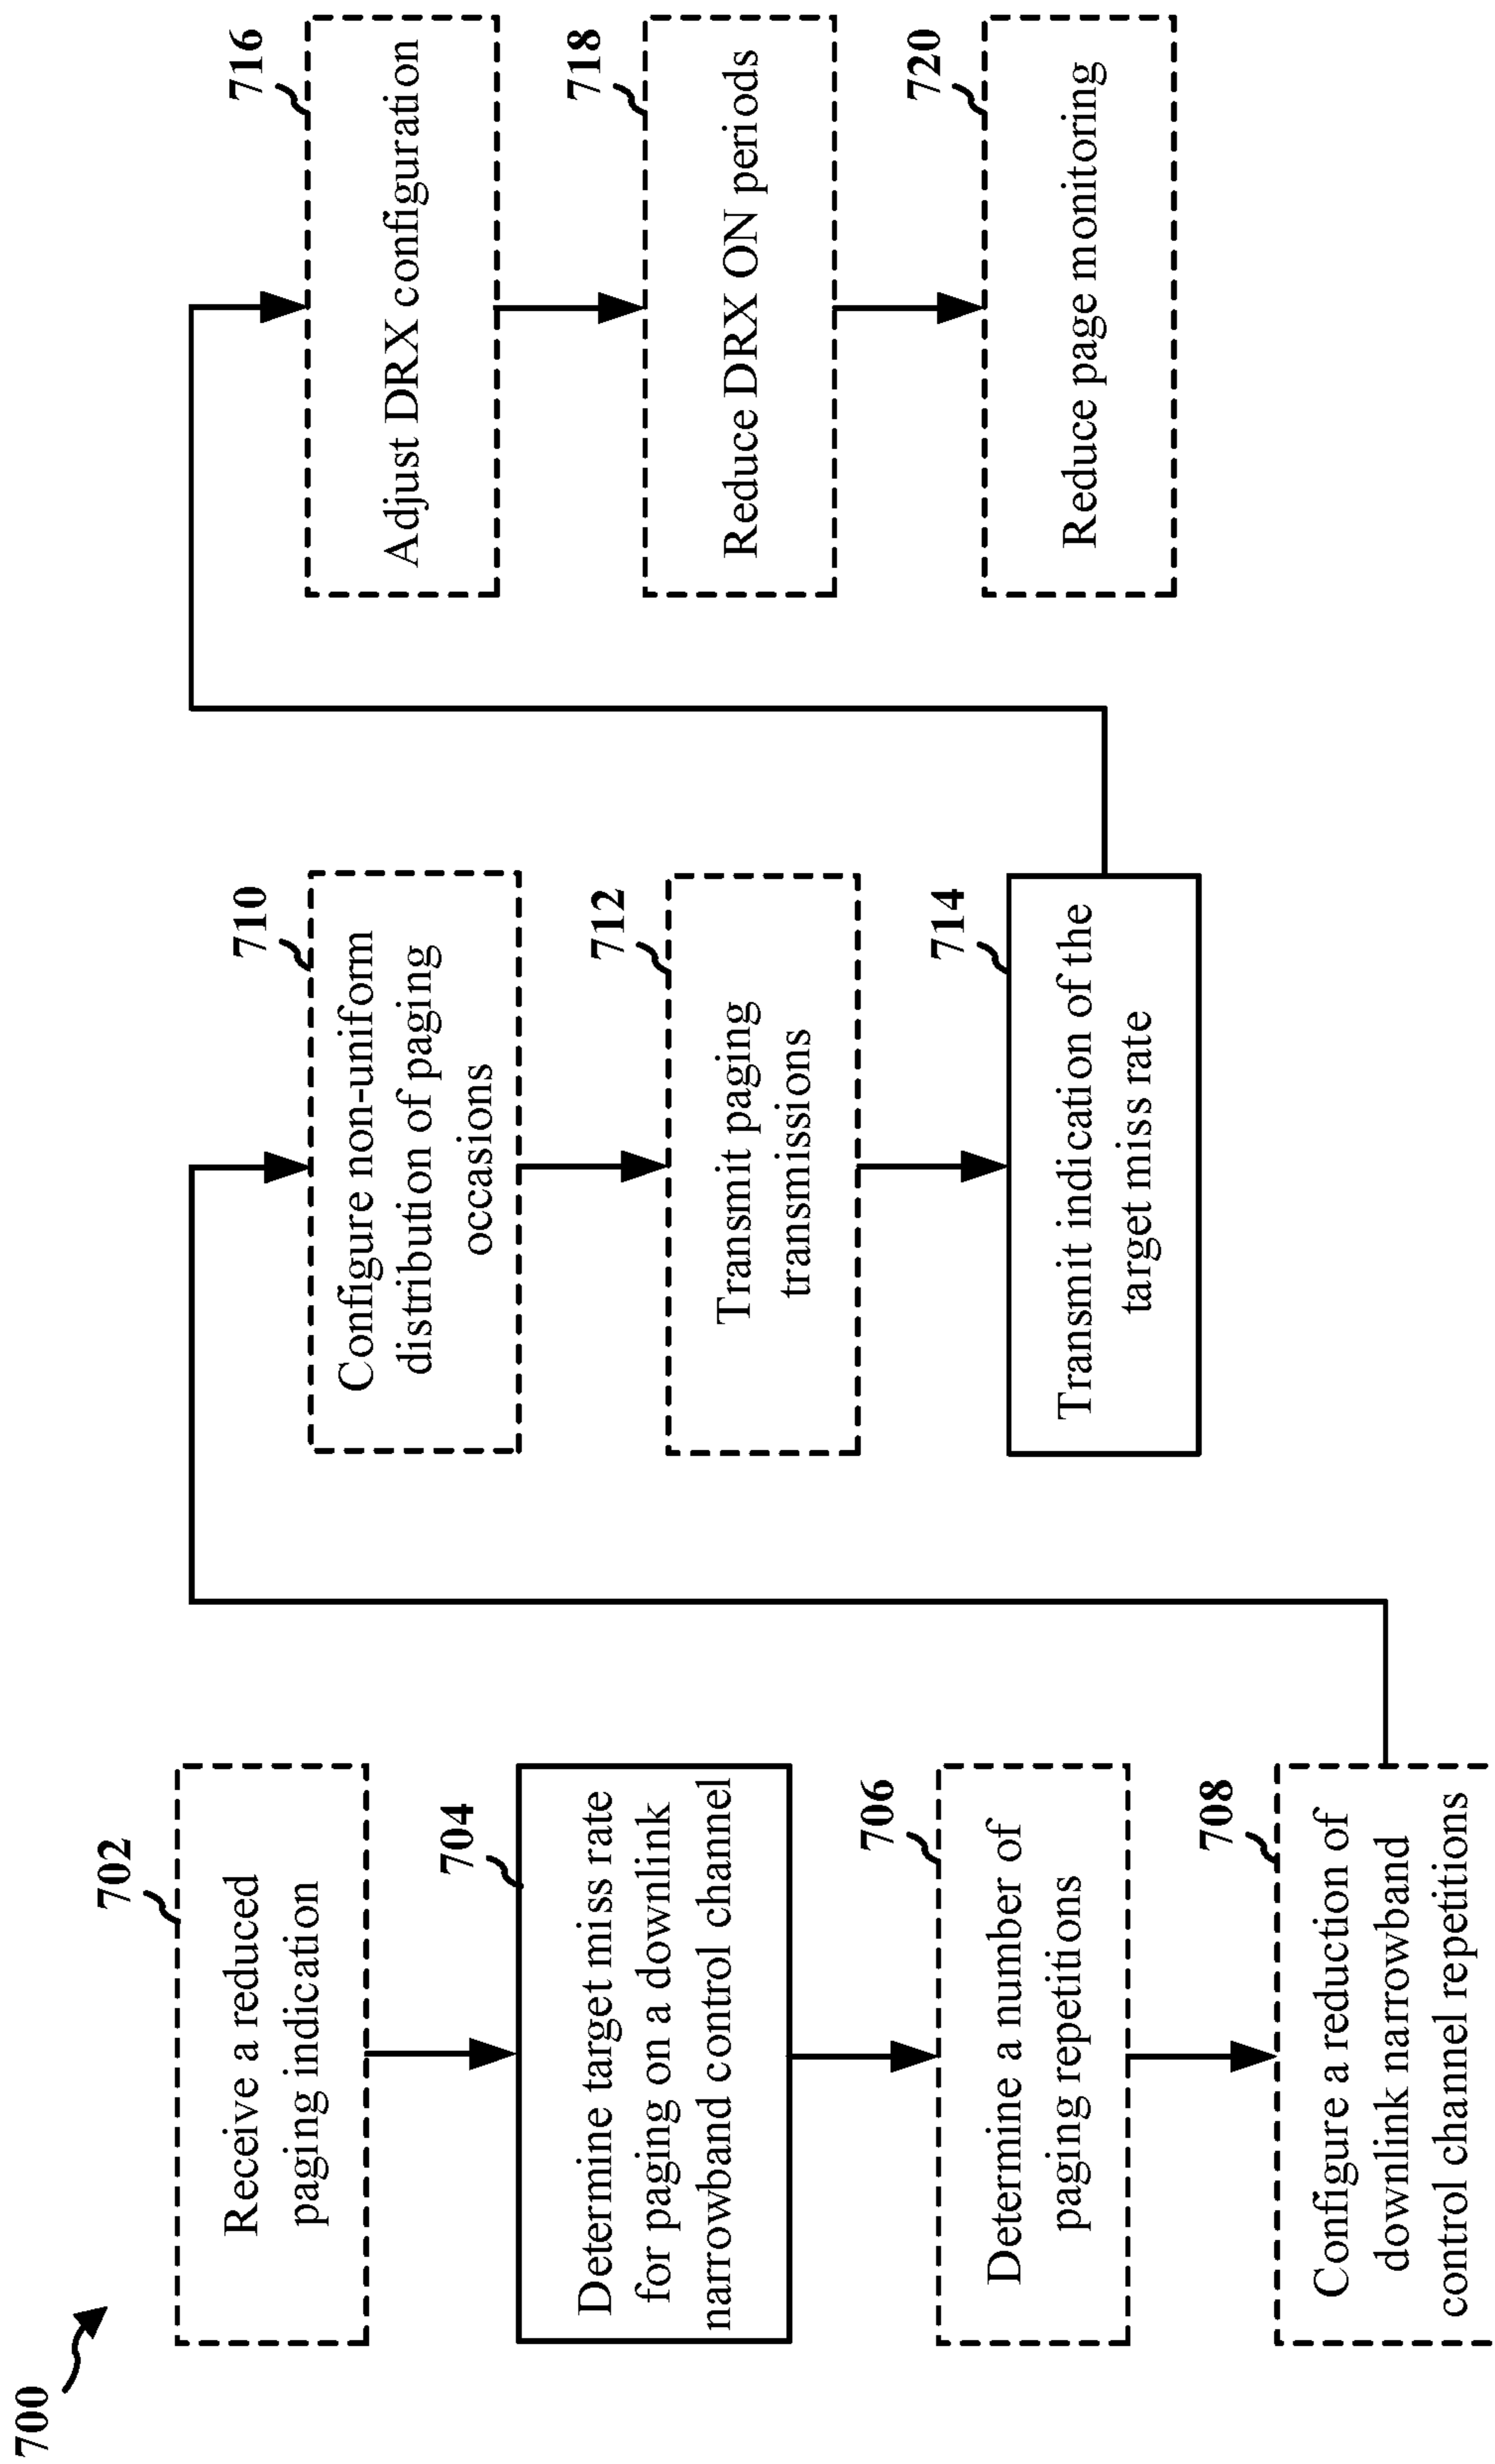 700
702
Receive a reduced
paging indication
704
Determine target miss rate
for paging on a downlink
narrowband control channel
706
Determine a number of
paging repetitions
708
Configure a reduction of
downlink narrowband
control channel repetitions
710
Configure non-uniform
distribution of paging
occasions
712
Transmit paging
transmissions
714
Transmit indication of the
target miss rate
716
Adjust DRX configuration
718
Reduce DRX ON periods
720
Reduce page monitoring